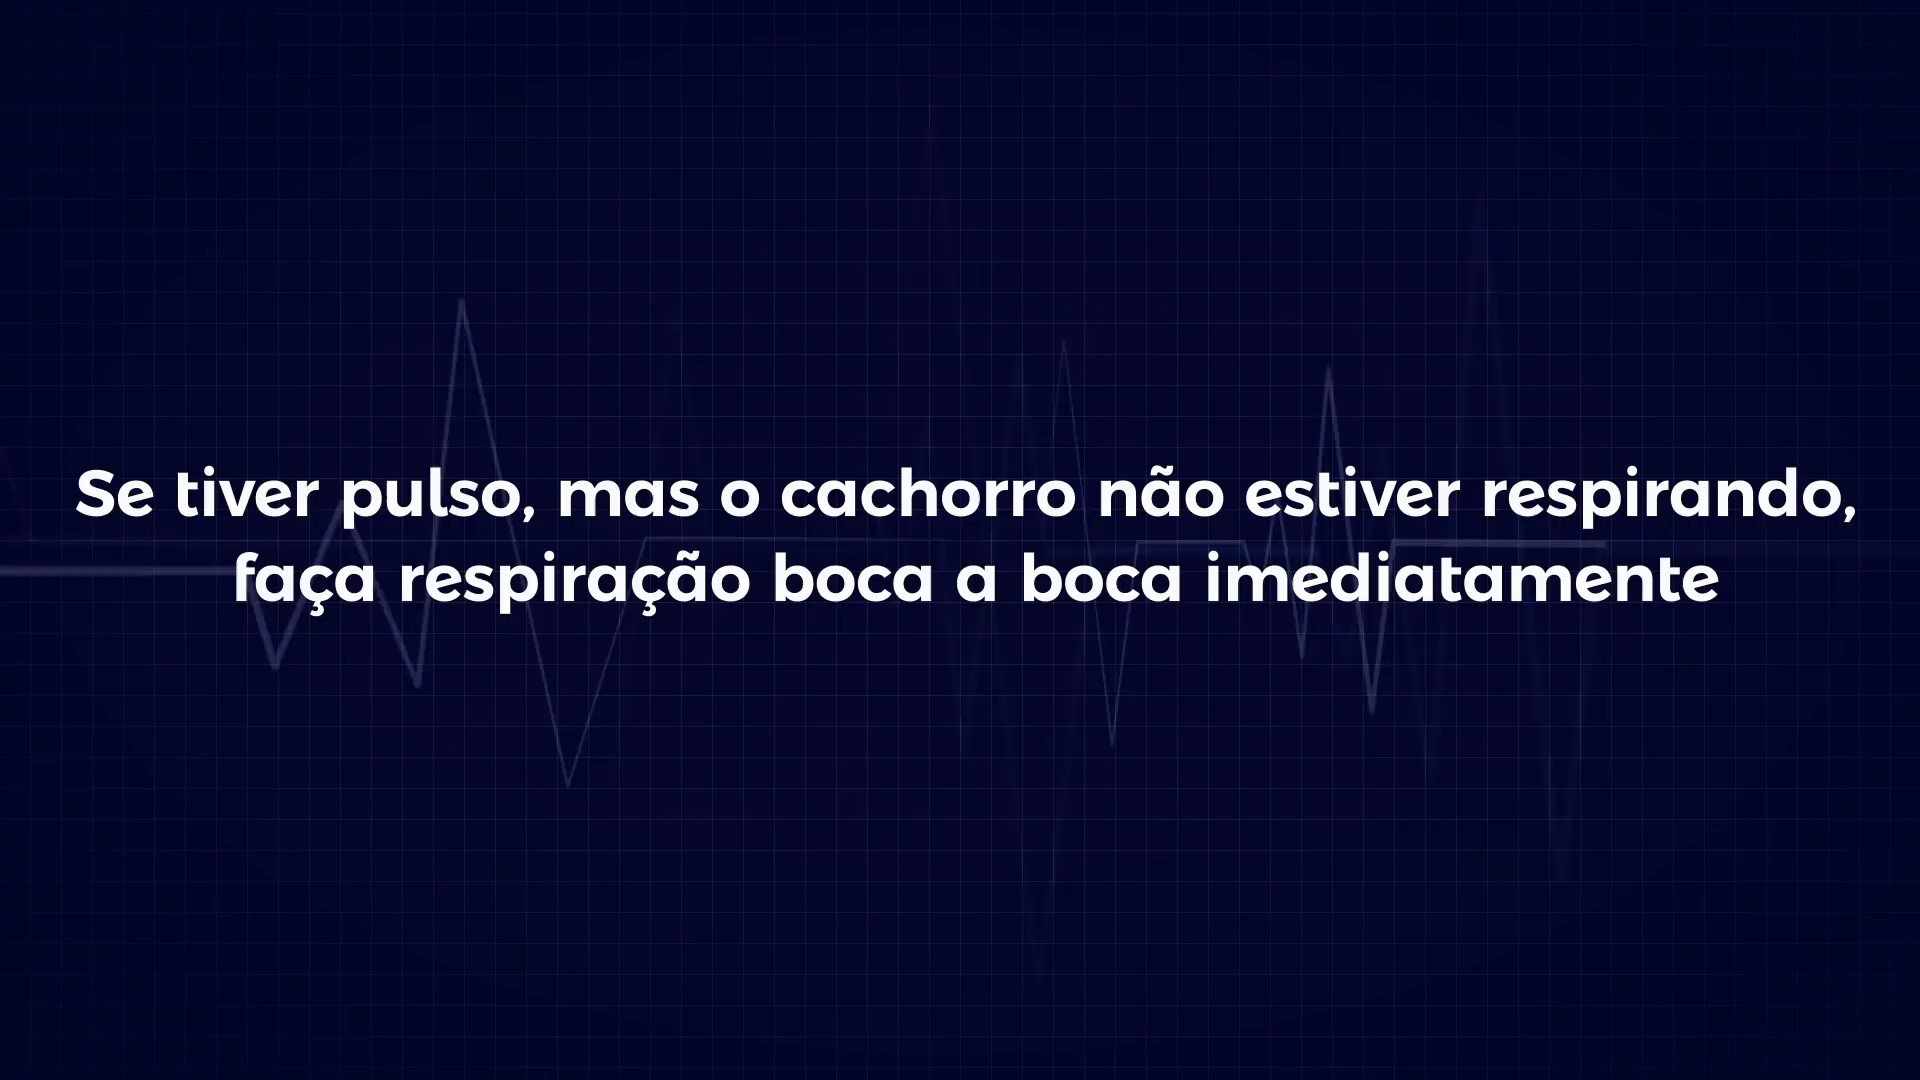 Se tiver pulso, mas o cachorro não estiver respirando,
faça respiração boca a boca imediatamente